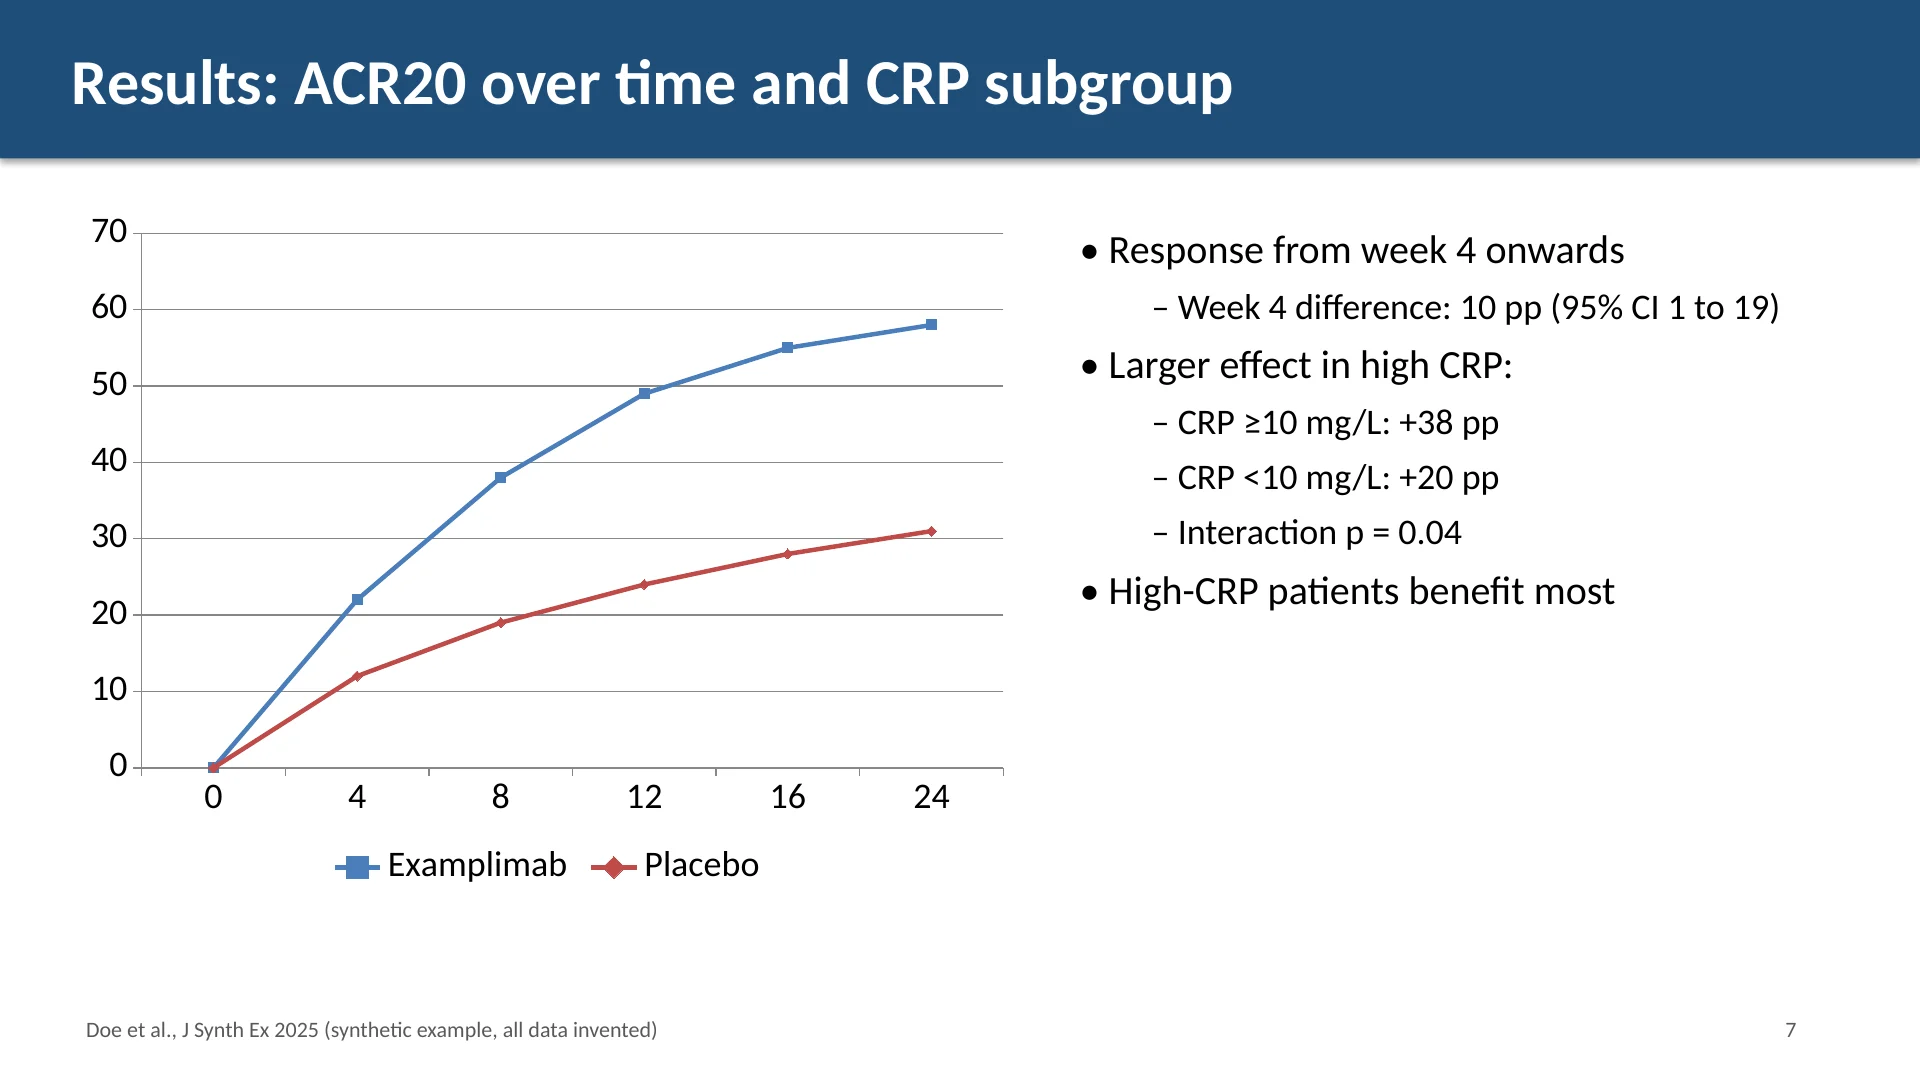 Results: ACR20 over time and CRP subgroup
70
60
50
40
30
20
10
0
0 4 8 12 16 24
Examplimab Placebo
• Response from week 4 onwards
– Week 4 difference: 10 pp (95% CI 1 to 19)
• Larger effect in high CRP:
– CRP ≥10 mg/L: +38 pp
– CRP <10 mg/L: +20 pp
– Interaction p = 0.04
• High-CRP patients benefit most
Doe et al., J Synth Ex 2025 (synthetic example, all data invented)
7